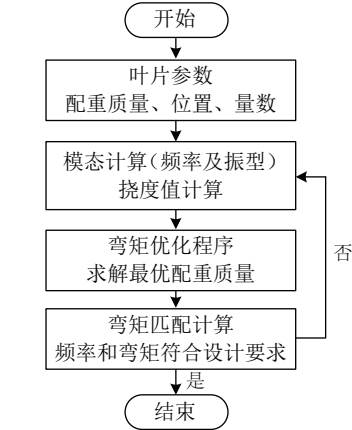 开始
叶片参数
配重质量、位置、量数
模态计算（频率及振型）
挠度值计算
弯矩优化程序
求解最优配重质量
否
弯矩匹配计算
频率和弯矩符合设计要求
是
结束